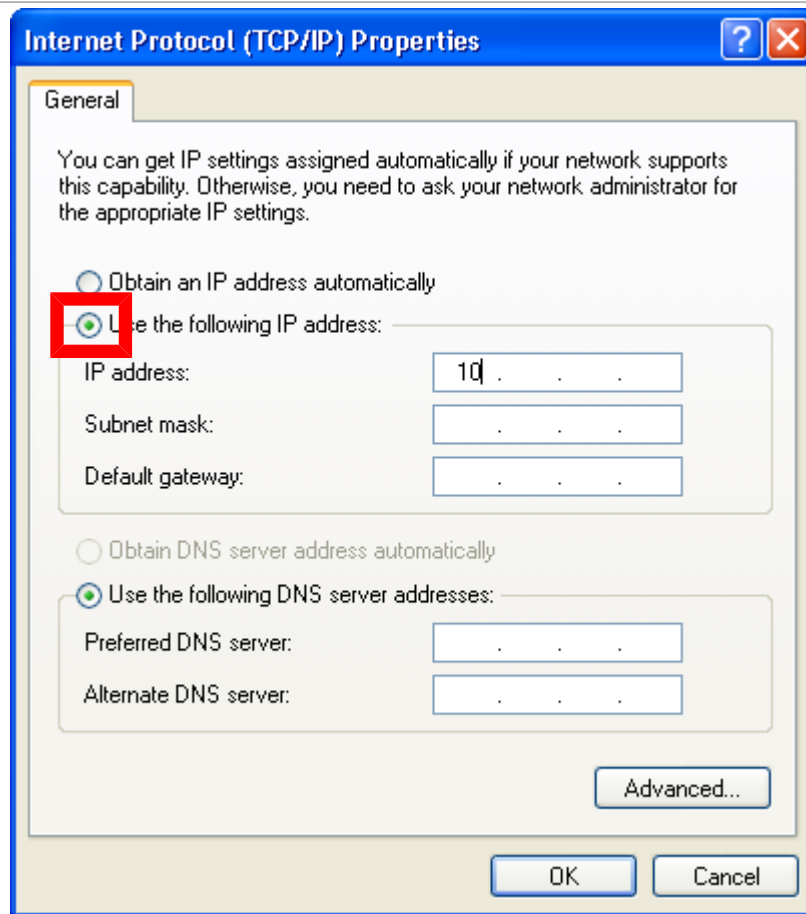 Internet Protocol (TCP/IP) Properties
General
You can get IP settings assigned automatically if your network supports
this capability. Otherwise, you need to ask your network administrator for
the appropriate IP settings.
Obtain an IP address automatically
Use the following IP address:
IP address: 10 . . .
Subnet mask: . . .
Default gateway: . . .
Obtain DNS server address automatically
Use the following DNS server addresses:
Preferred DNS server: . . .
Alternate DNS server: . . .
Advanced...
OK Cancel